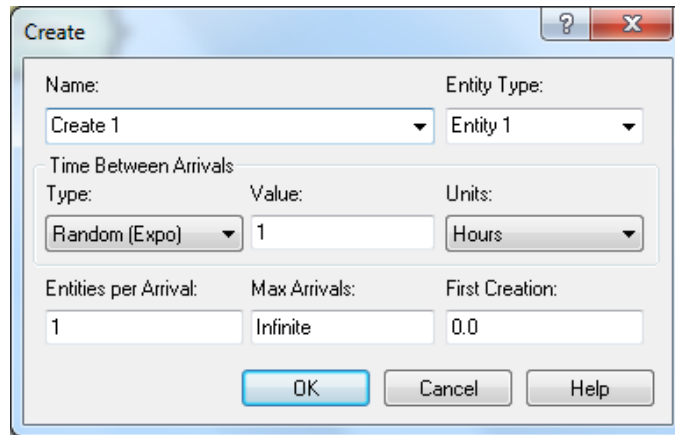 Create
Name: Entity Type:
Create 1 Entity 1
Time Between Arrivals
Type: Value: Units:
Random (Expo) 1 Hours
Entities per Arrival: Max Arrivals: First Creation:
1 Infinite 0.0
OK Cancel Help